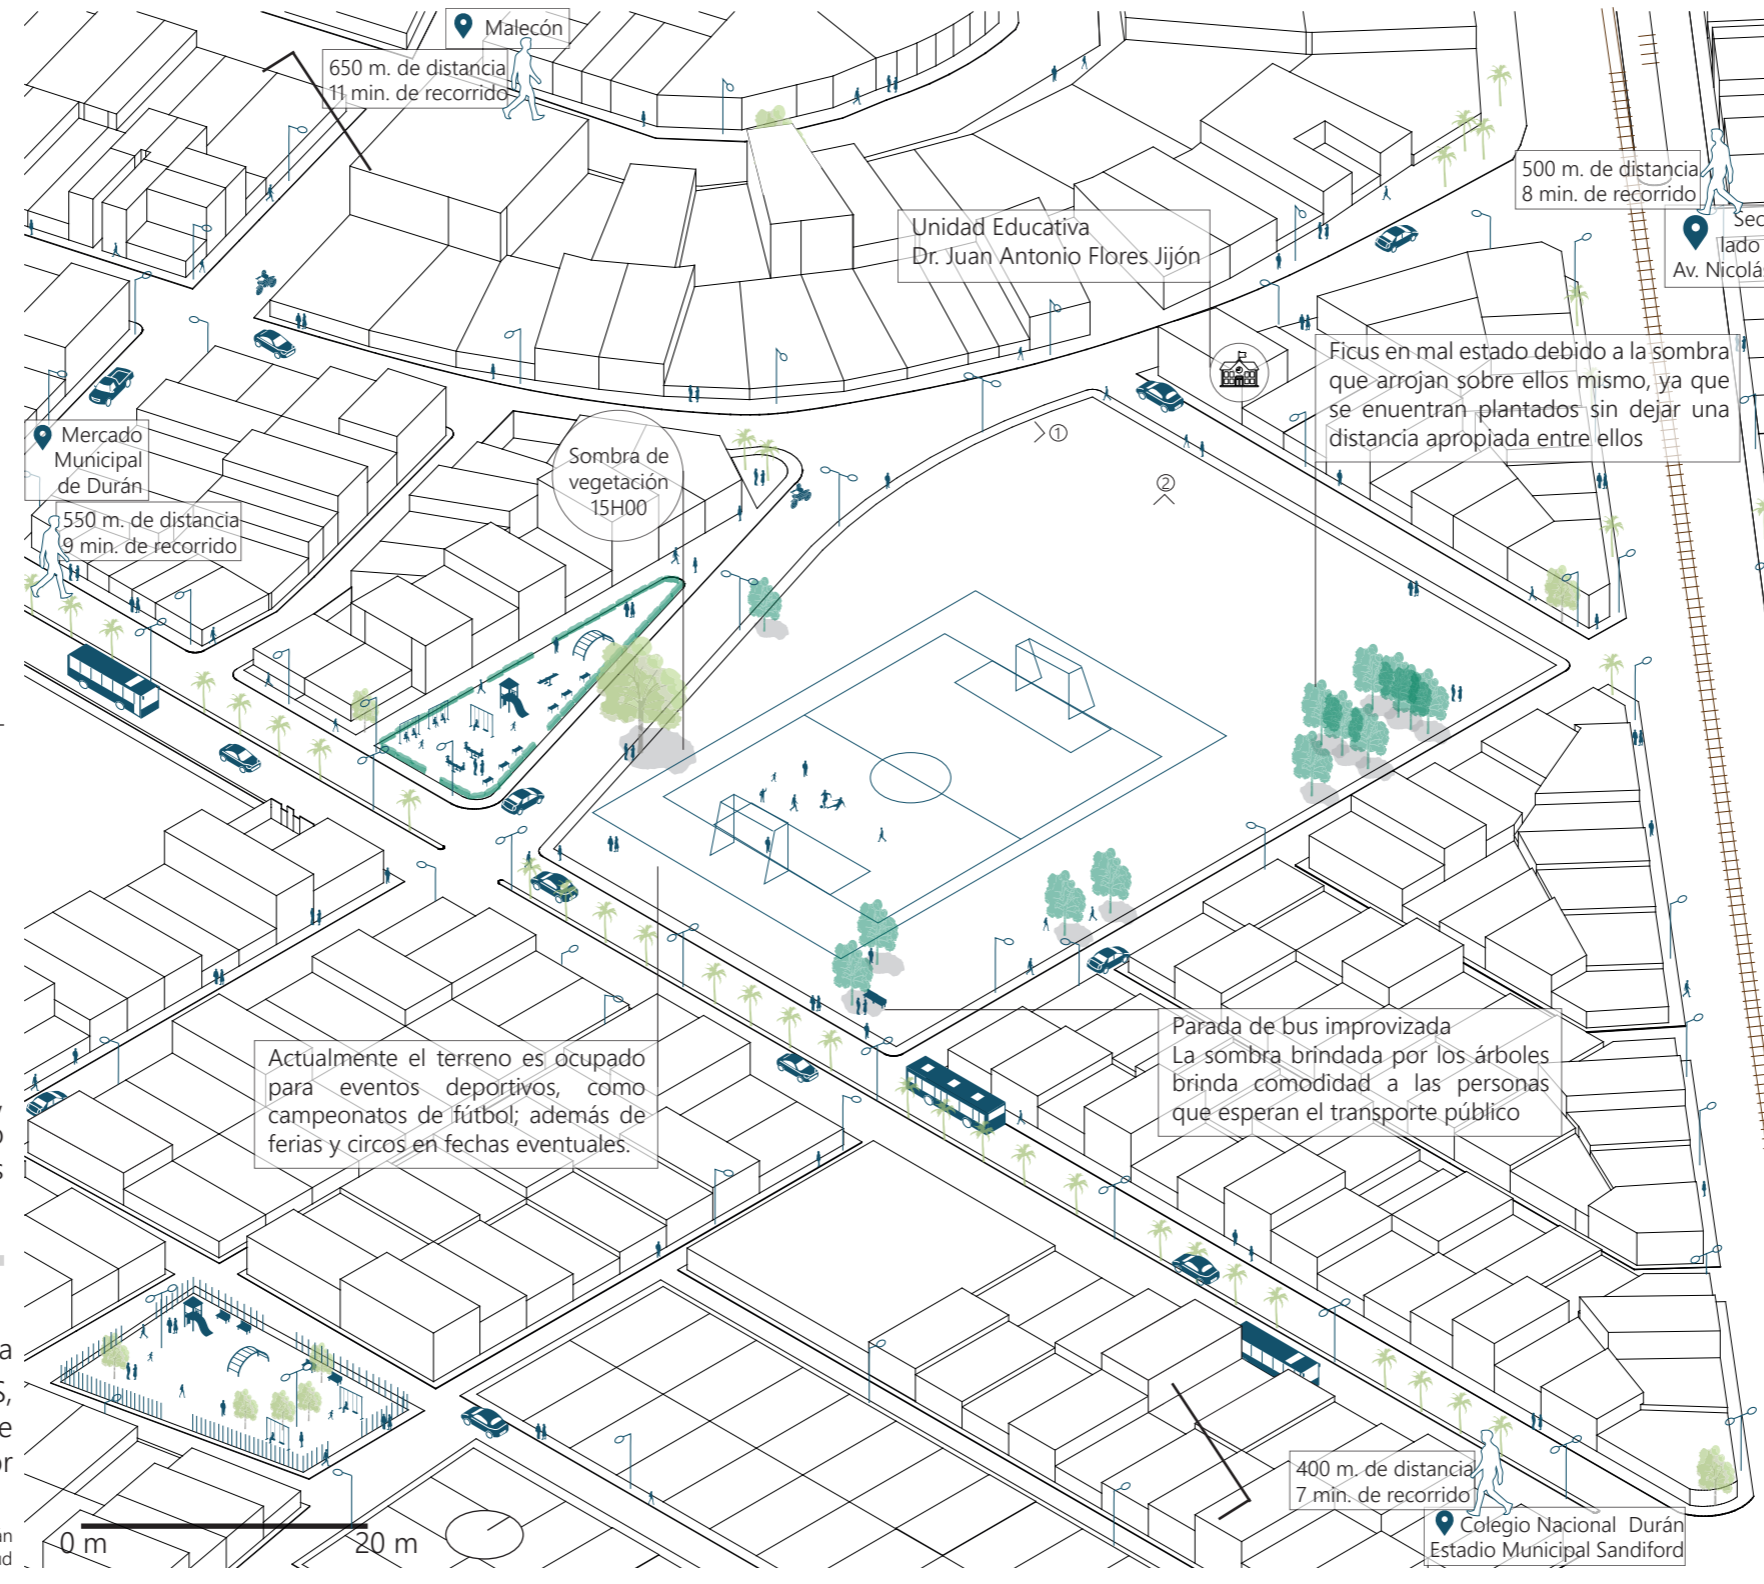 Malecón
650 m. de distancia
11 min. de recorrido
500 m. de distancia
8 min. de recorrido
lado
Av.
Unidad Educativa
Dr. Juan Antonio Flores Jijón
Ficus en mal estado debido a la sombra
que arrojan sobre ellos mismo, ya que
se enuentran plantados sin dejar una
distancia apropiada entre ellos
Mercado
Municipal
de Durán
550 m. de distancia
9 min. de recorrido
Sombra de
vegetación
15H00
1
2
Actualmente el terreno es ocupado
para eventos deportivos, como
campeonatos de fútbol; además de
ferias y circos en fechas eventuales.
Parada de bus improvizada
La sombra brindada por los árboles
brinda comodidad a las personas
que esperan el transporte público
400 m. de distancia
7 min. de recorrido
Colegio Nacional Durán
Estadio Municipal Sandiford
0 m
20 m